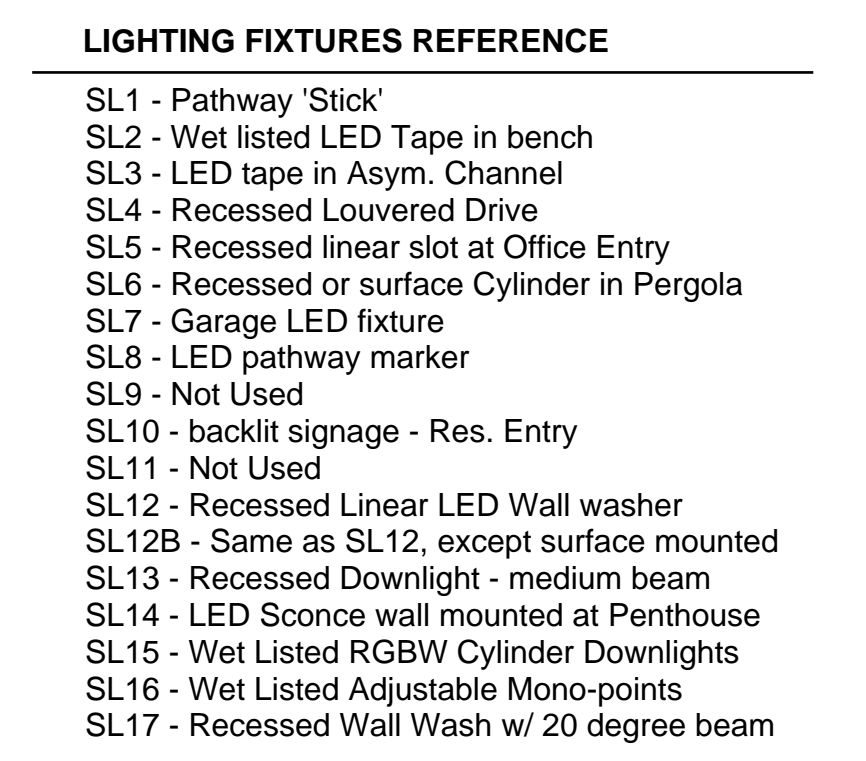 LIGHTING FIXTURES REFERENCE
SL1 - Pathway 'Stick'
SL2 - Wet listed LED Tape in bench
SL3 - LED tape in Asym. Channel
SL4 - Recessed Louvered Drive
SL5 - Recessed linear slot at Office Entry
SL6 - Recessed or surface Cylinder in Pergola
SL7 - Garage LED fixture
SL8 - LED pathway marker
SL9 - Not Used
SL10 - backlit signage - Res. Entry
SL11 - Not Used
SL12 - Recessed Linear LED Wall washer
SL12B - Same as SL12, except surface mounted
SL13 - Recessed Downlight - medium beam
SL14 - LED Sconce wall mounted at Penthouse
SL15 - Wet Listed RGBW Cylinder Downlights
SL16 - Wet Listed Adjustable Mono-points
SL17 - Recessed Wall Wash w/ 20 degree beam